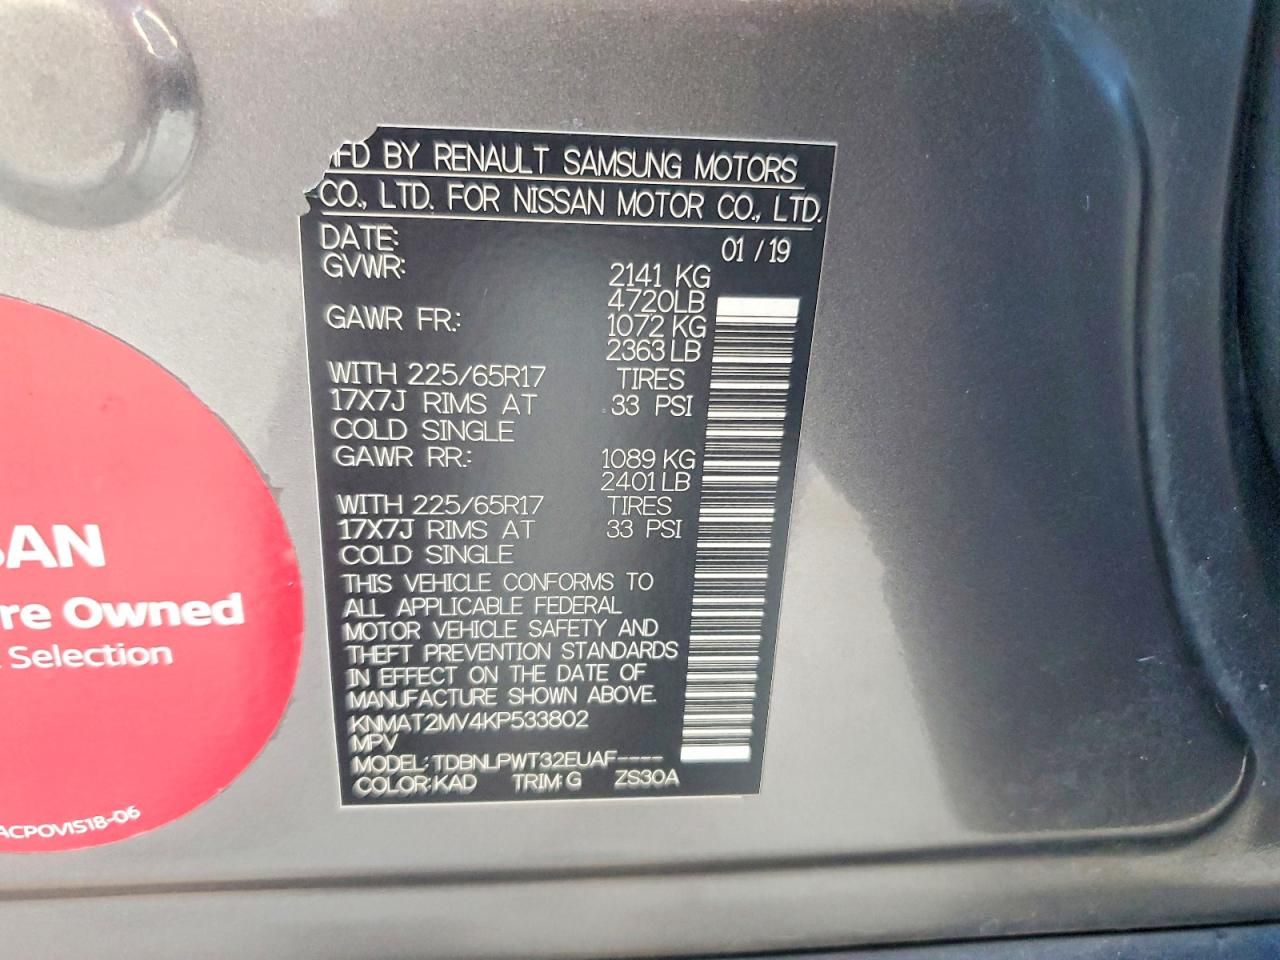 FD BY RENAULT SAMSUNG MOTORS
CO., LTD. FOR NISSAN MOTOR CO., LTD.
DATE: 01 / 19
GVWR: 2141 KG
4720LB
GAWR FR.: 1072 KG
2363 LB
WITH 225/65R17 TIRES
17X7J RIMS AT 33 PSI
COLD SINGLE
GAWR RR.: 1089 KG
2401 LB
WITH 225/65R17 TIRES
17X7J RIMS AT 33 PSI
COLD SINGLE
THIS VEHICLE CONFORMS TO
ALL APPLICABLE FEDERAL
MOTOR VEHICLE SAFETY AND
THEFT PREVENTION STANDARDS
IN EFFECT ON THE DATE OF
MANUFACTURE SHOWN ABOVE.
KNMAT2MV4KP533802
MPV
MODEL: TDBNLPWT32EUAF----
COLOR:KAD TRIM:G ZS30A
SAN
re Owned
Selection
ACPOVIS18-06